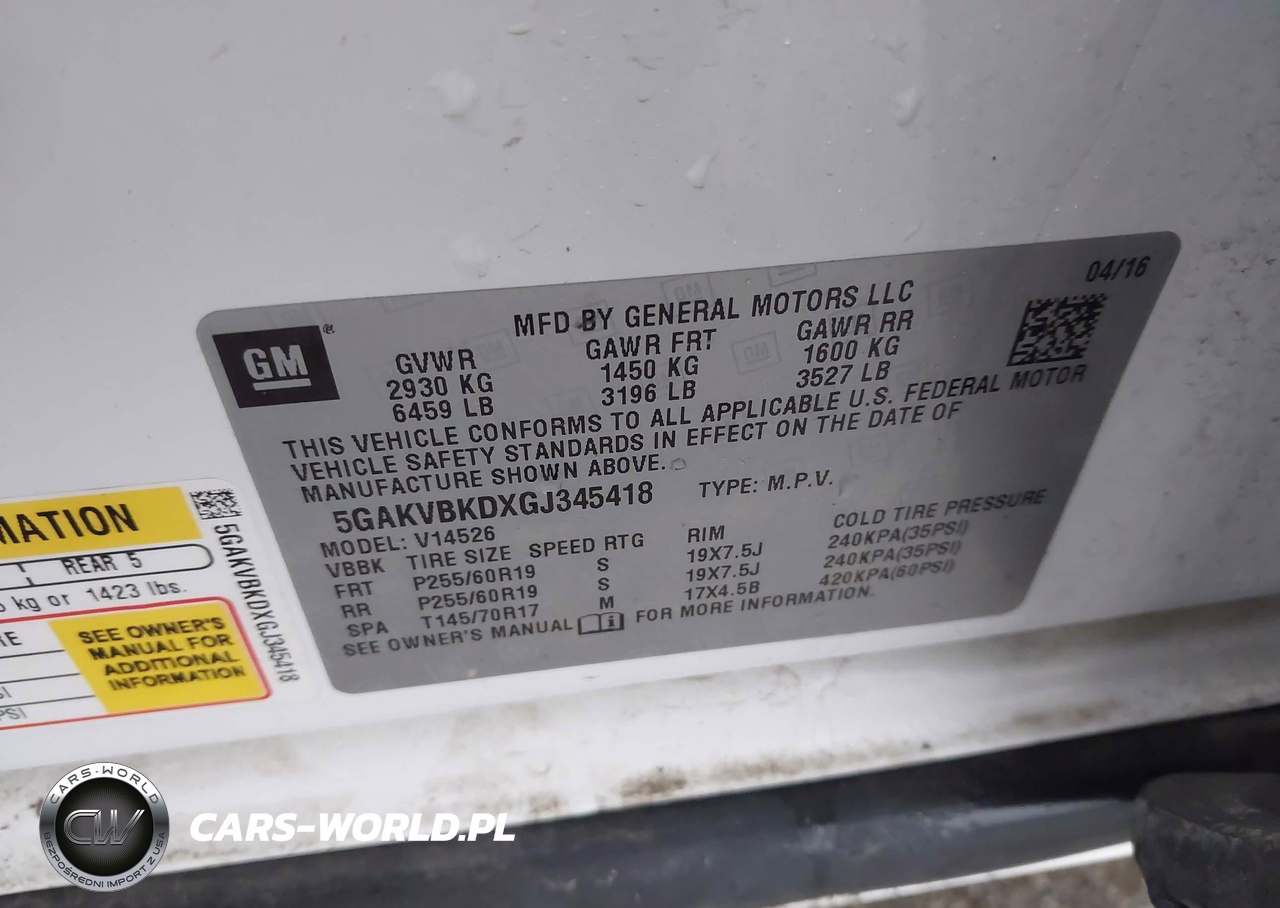 04/16
MFD BY GENERAL MOTORS LLC
GM
GVWR GAWR FRT GAWR RR
2930 KG 1450 KG 1600 KG
6459 LB 3196 LB 3527 LB
THIS VEHICLE CONFORMS TO ALL APPLICABLE U.S. FEDERAL MOTOR
VEHICLE SAFETY STANDARDS IN EFFECT ON THE DATE OF
MANUFACTURE SHOWN ABOVE.
5GAKVBKDXGJ345418 TYPE: M.P.V.
MODEL: V14526
VBBK TIRE SIZE SPEED RTG RIM COLD TIRE PRESSURE
FRT P255/60R19 S 19X7.5J 240KPA(35PSI)
RR P255/60R19 S 19X7.5J 240KPA(35PSI)
SPA T145/70R17 M 17X4.5B 420KPA(60PSI)
SEE OWNER'S MANUAL FOR MORE INFORMATION.
MATION
REAR 5
kg or 1423 lbs.
SEE OWNER'S
MANUAL FOR
ADDITIONAL
INFORMATION
PSI
5GAKVBKDXGJ345418
CARS-WORLD
CW
BEZPOŚREDNI IMPORT Z USA
CARS-WORLD.PL